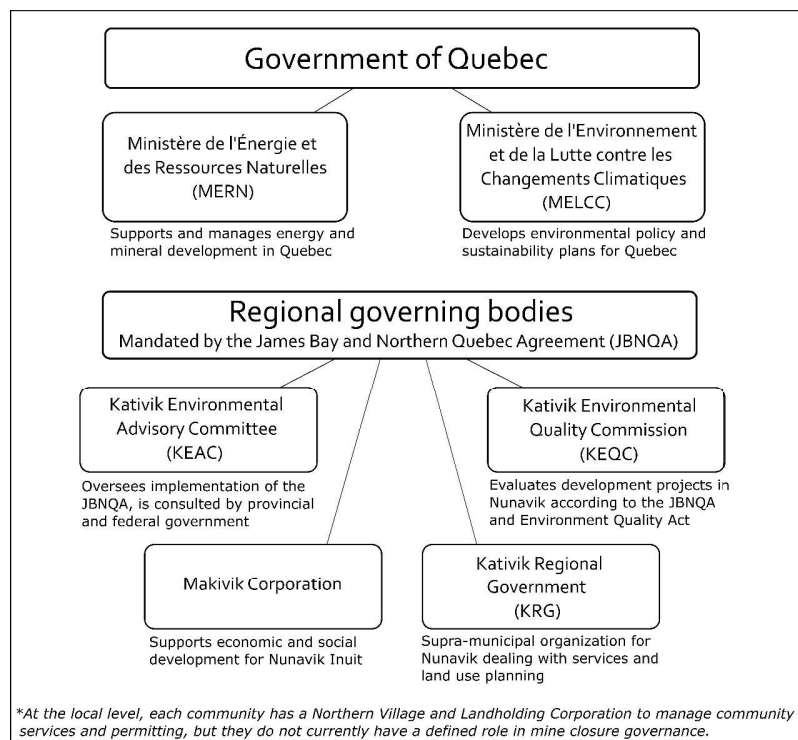 Government of Quebec
Ministère de l'Énergie et
des Ressources Naturelles
(MERN)
Supports and manages energy and
mineral development in Quebec
Ministère de l'Environnement
et de la Lutte contre les
Changements Climatiques
(MELCC)
Develops environmental policy and
sustainability plans for Quebec
Regional governing bodies
Mandated by the James Bay and Northern Quebec Agreement (JBNQA)
Kativik Environmental
Advisory Committee
(KEAC)
Oversees implementation of the
JBNQA, is consulted by provincial
and federal government
Kativik Environmental
Quality Commission
(KEQC)
Evaluates development projects in
Nunavik according to the JBNQA
and Environment Quality Act
Makivik Corporation
Supports economic and social
development for Nunavik Inuit
Kativik Regional
Government
(KRG)
Supra-municipal organization for
Nunavik dealing with services and
land use planning
*At the local level, each community has a Northern Village and Landholding Corporation to manage community
services and permitting, but they do not currently have a defined role in mine closure governance.